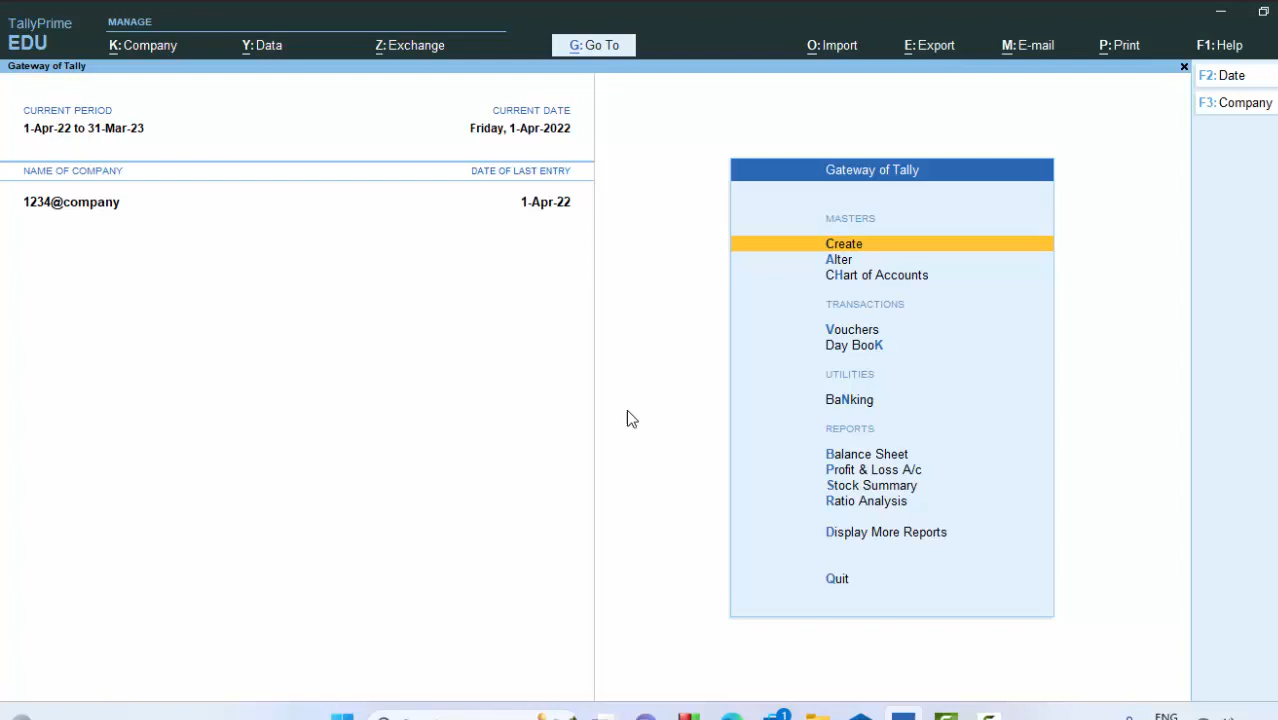 TallyPrime
EDU
MANAGE
K: Company
Y: Data
Z: Exchange
G: Go To
O: Import
E: Export
M: E-mail
P: Print
F1: Help
Gateway of Tally
F2: Date
F3: Company
CURRENT PERIOD
CURRENT DATE
1-Apr-22 to 31-Mar-23
Friday, 1-Apr-2022
NAME OF COMPANY
DATE OF LAST ENTRY
1234@company
1-Apr-22
Gateway of Tally
MASTERS
Create
Alter
CHart of Accounts
TRANSACTIONS
Vouchers
Day BooK
UTILITIES
BaNking
REPORTS
Balance Sheet
Profit & Loss A/c
Stock Summary
Ratio Analysis
Display More Reports
Quit
1
ENG